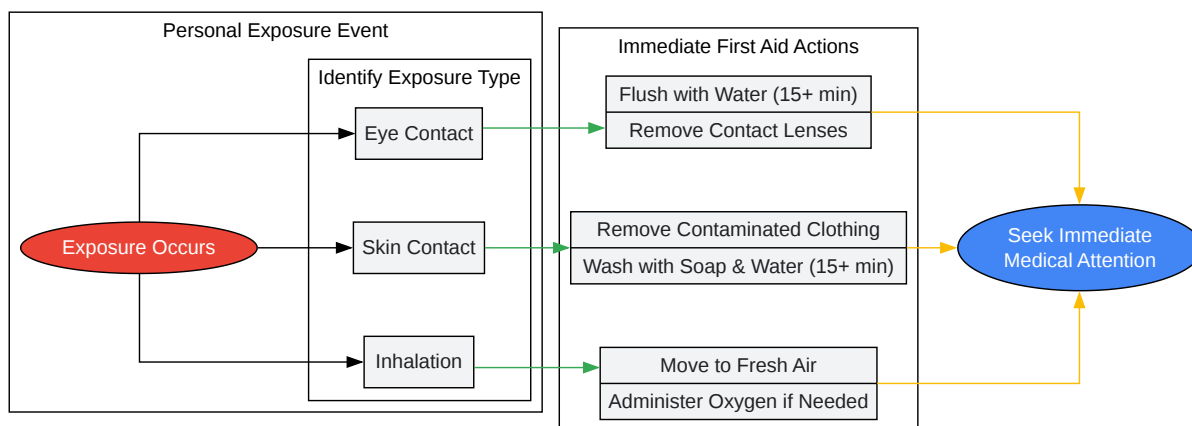 Personal Exposure Event
Identify Exposure Type
Exposure Occurs
Eye Contact
Skin Contact
Inhalation
Immediate First Aid Actions
Flush with Water (15+ min)
Remove Contact Lenses
Remove Contaminated Clothing
Wash with Soap & Water (15+ min)
Move to Fresh Air
Administer Oxygen if Needed
Seek Immediate
Medical Attention